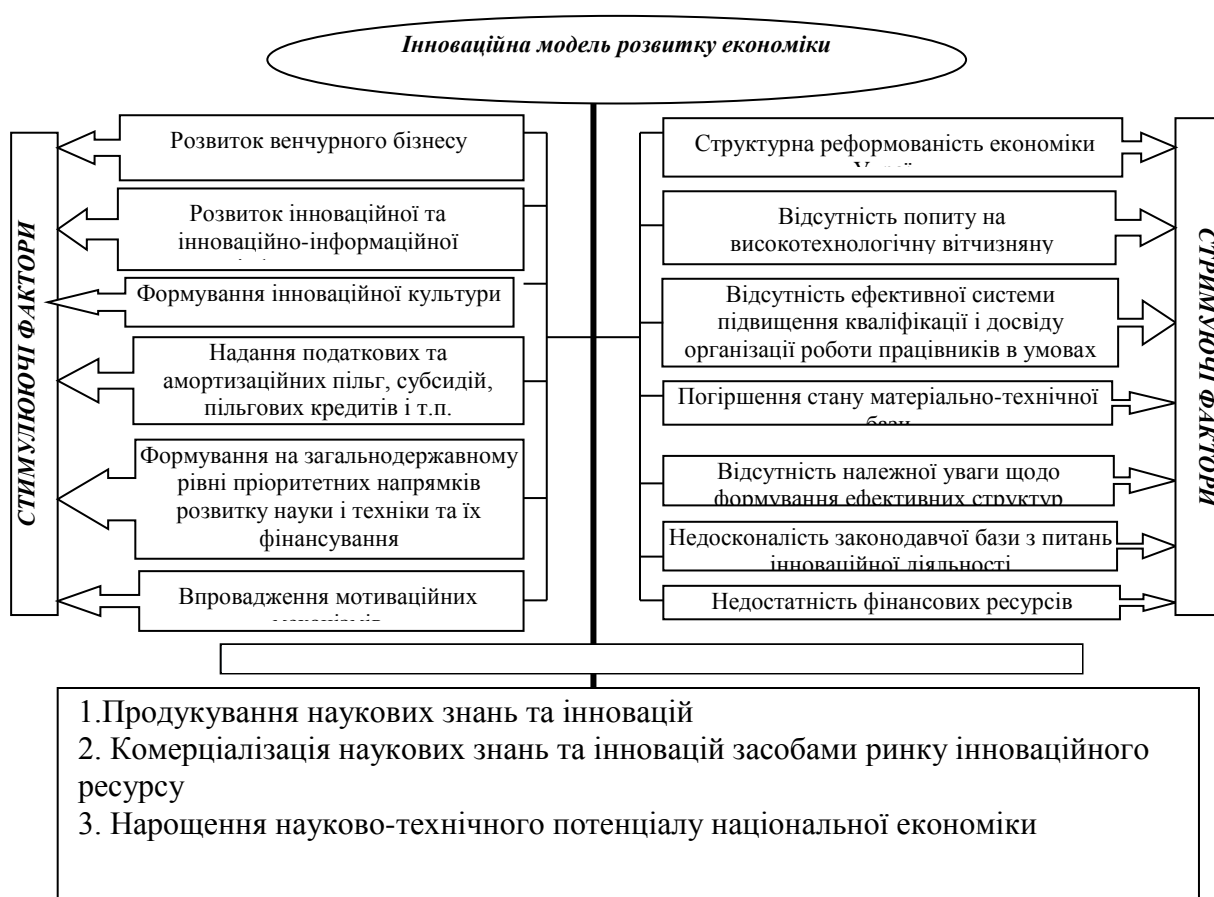 Інноваційна модель розвитку економіки
СТИМУЛЮЮЧІ ФАКТОРИ
Розвиток венчурного бізнесу
Розвиток інноваційної та
інноваційно-інформаційної
Формування інноваційної культури
Надання податкових та
амортизаційних пільг, субсидій,
пільгових кредитів і т.п.
Формування на загальнодержавному
рівні пріоритетних напрямків
розвитку науки і техніки та їх
фінансування
Впровадження мотиваційних
Структурна реформованість економіки
Відсутність попиту на
високотехнологічну вітчизняну
Відсутність ефективної системи
підвищення кваліфікації і досвіду
організації роботи працівників в умовах
Погіршення стану матеріально-технічної
Відсутність належної уваги щодо
формування ефективних структур
Недосконалість законодавчої бази з питань
інноваційної діяльності
Недостатність фінансових ресурсів
СТРИМУЮЧІ ФАКТОРИ
1.Продукування наукових знань та інновацій
2. Комерціалізація наукових знань та інновацій засобами ринку інноваційного
ресурсу
3. Нарощення науково-технічного потенціалу національної економіки